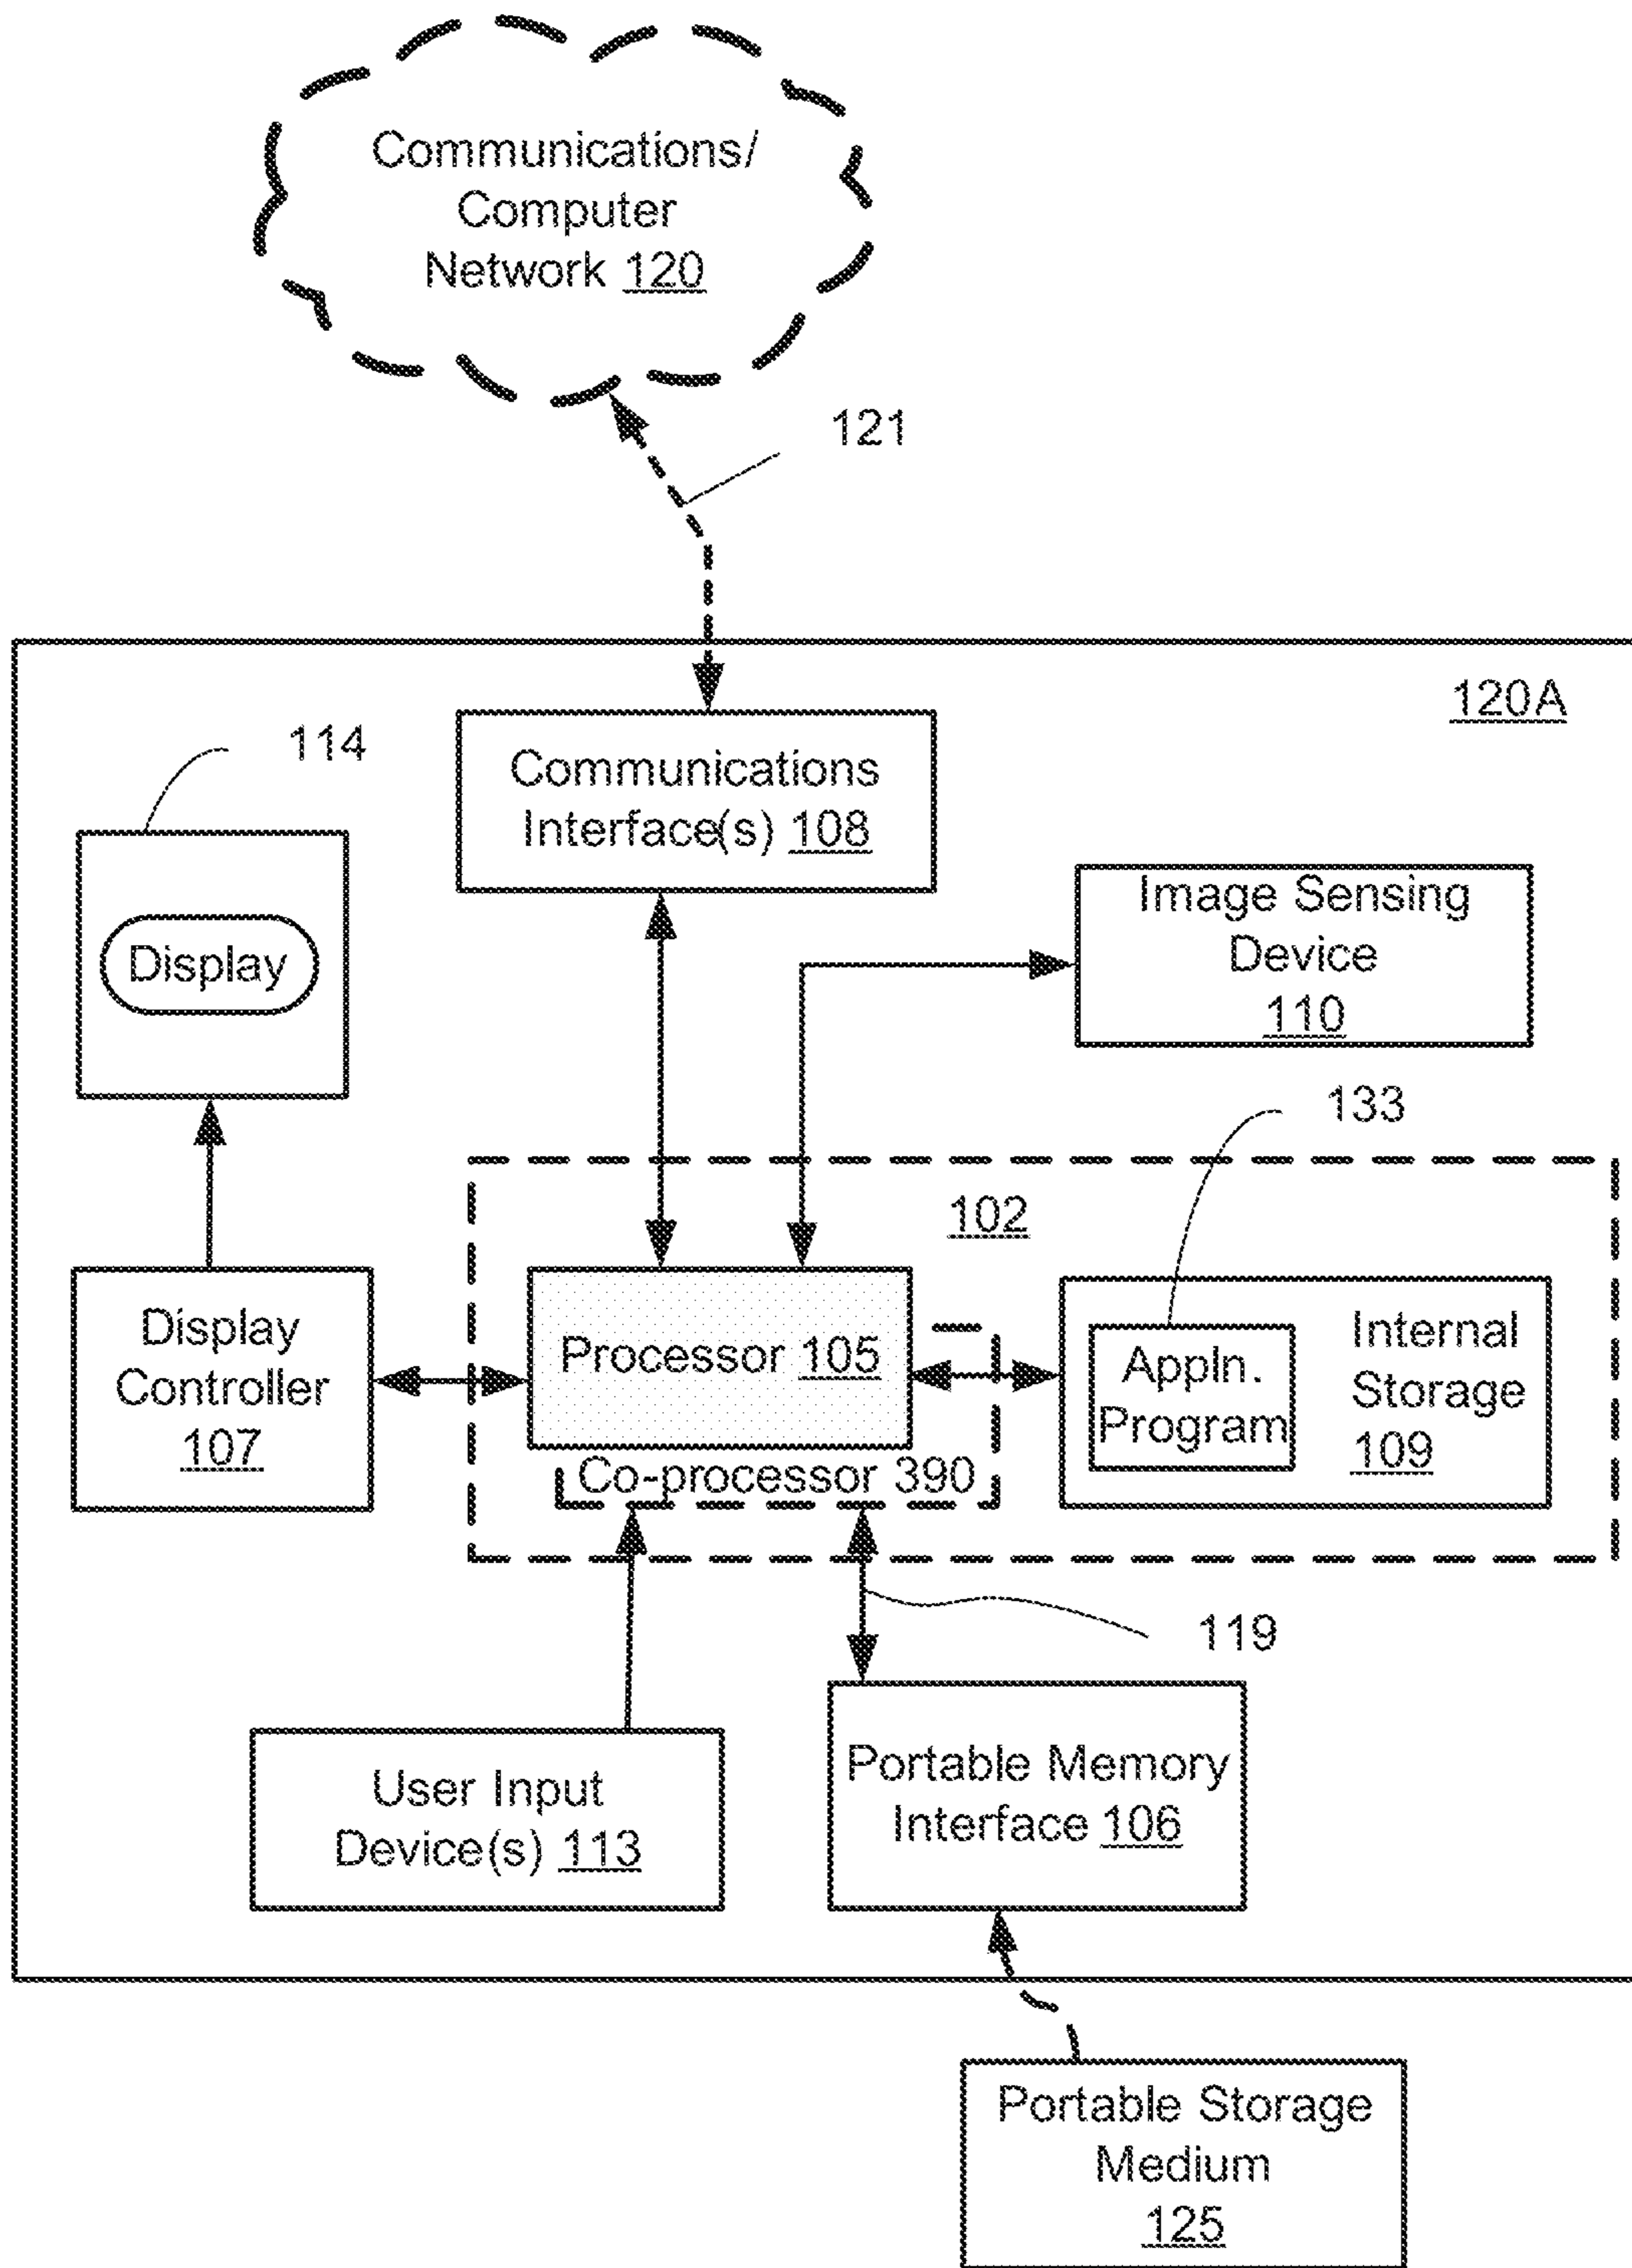 Communications/
Computer
Network 120
121
120A
114
Communications
Interface(s) 108
Display
Image Sensing
Device
110
133
102
Display
Controller
107
Processor 105
Appln.
Program
Internal
Storage
109
Co-processor 390
119
User Input
Device(s) 113
Portable Memory
Interface 106
Portable Storage
Medium
125